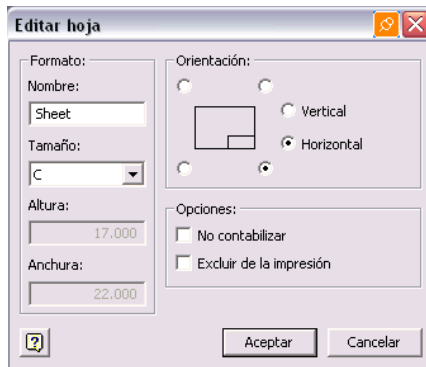 Editar hoja
Formato:
Nombre:
Sheet
Tamaño:
C
Altura:
17.000
Anchura:
22.000
Orientación:
Vertical
Horizontal
Opciones:
No contabilizar
Excluir de la impresión
?
Aceptar
Cancelar